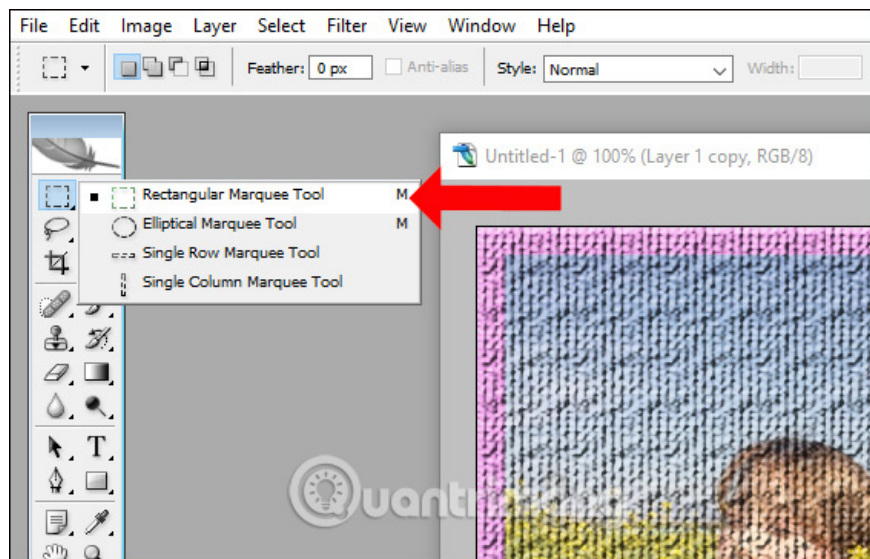 File Edit Image Layer Select Filter View Window Help
Feather: 0 px Anti-alias Style: Normal Width:
Untitled-1 @ 100% (Layer 1 copy, RGB/8)
Rectangular Marquee Tool M
Elliptical Marquee Tool M
Single Row Marquee Tool
Single Column Marquee Tool
T
Quantrimang